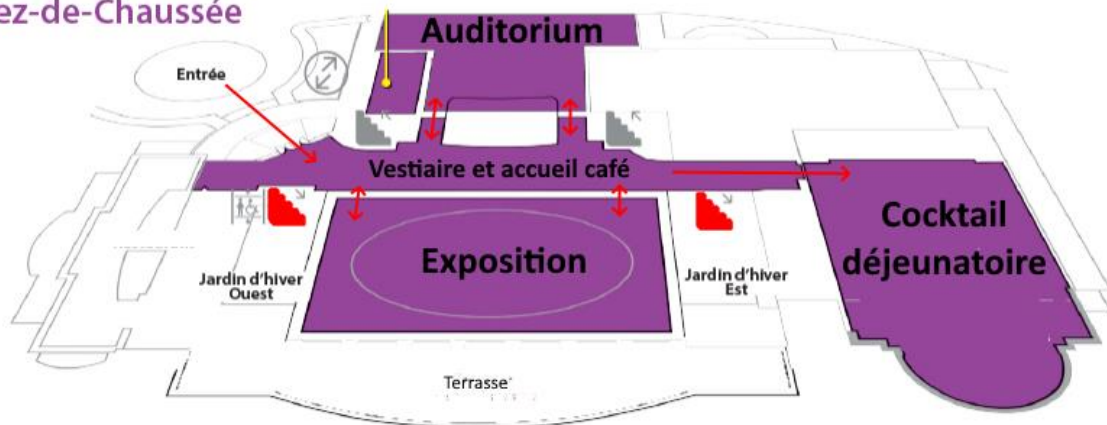 ez-de-Chaussée
Auditorium
Entrée
Vestiaire et accueil café
Cocktail
déjeunatoire
Exposition
Jardin d'hiver
Ouest
Jardin d'hiver
Est
Terrasse